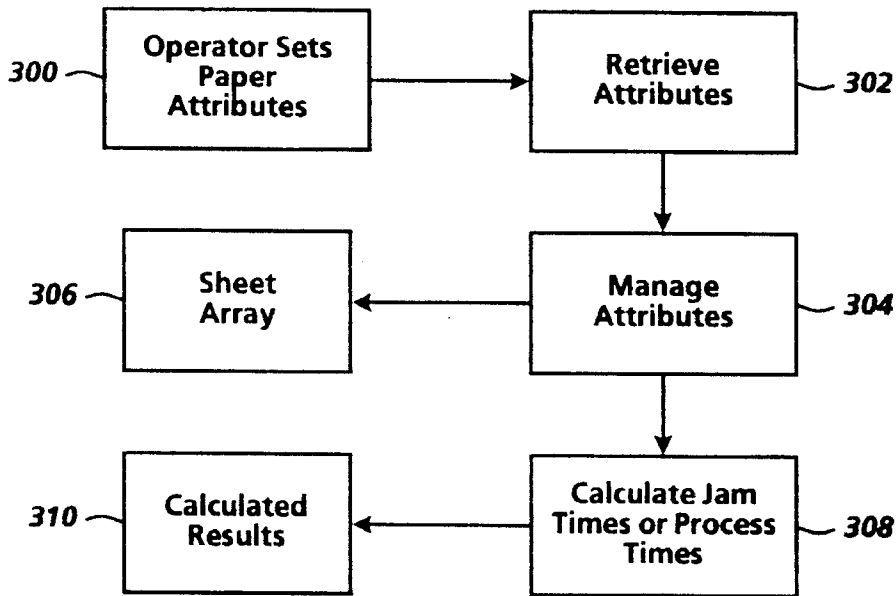 300
Operator Sets
Paper
Attributes
Retrieve
Attributes
302
306
Sheet
Array
Manage
Attributes
304
310
Calculated
Results
Calculate Jam
Times or Process
Times
308